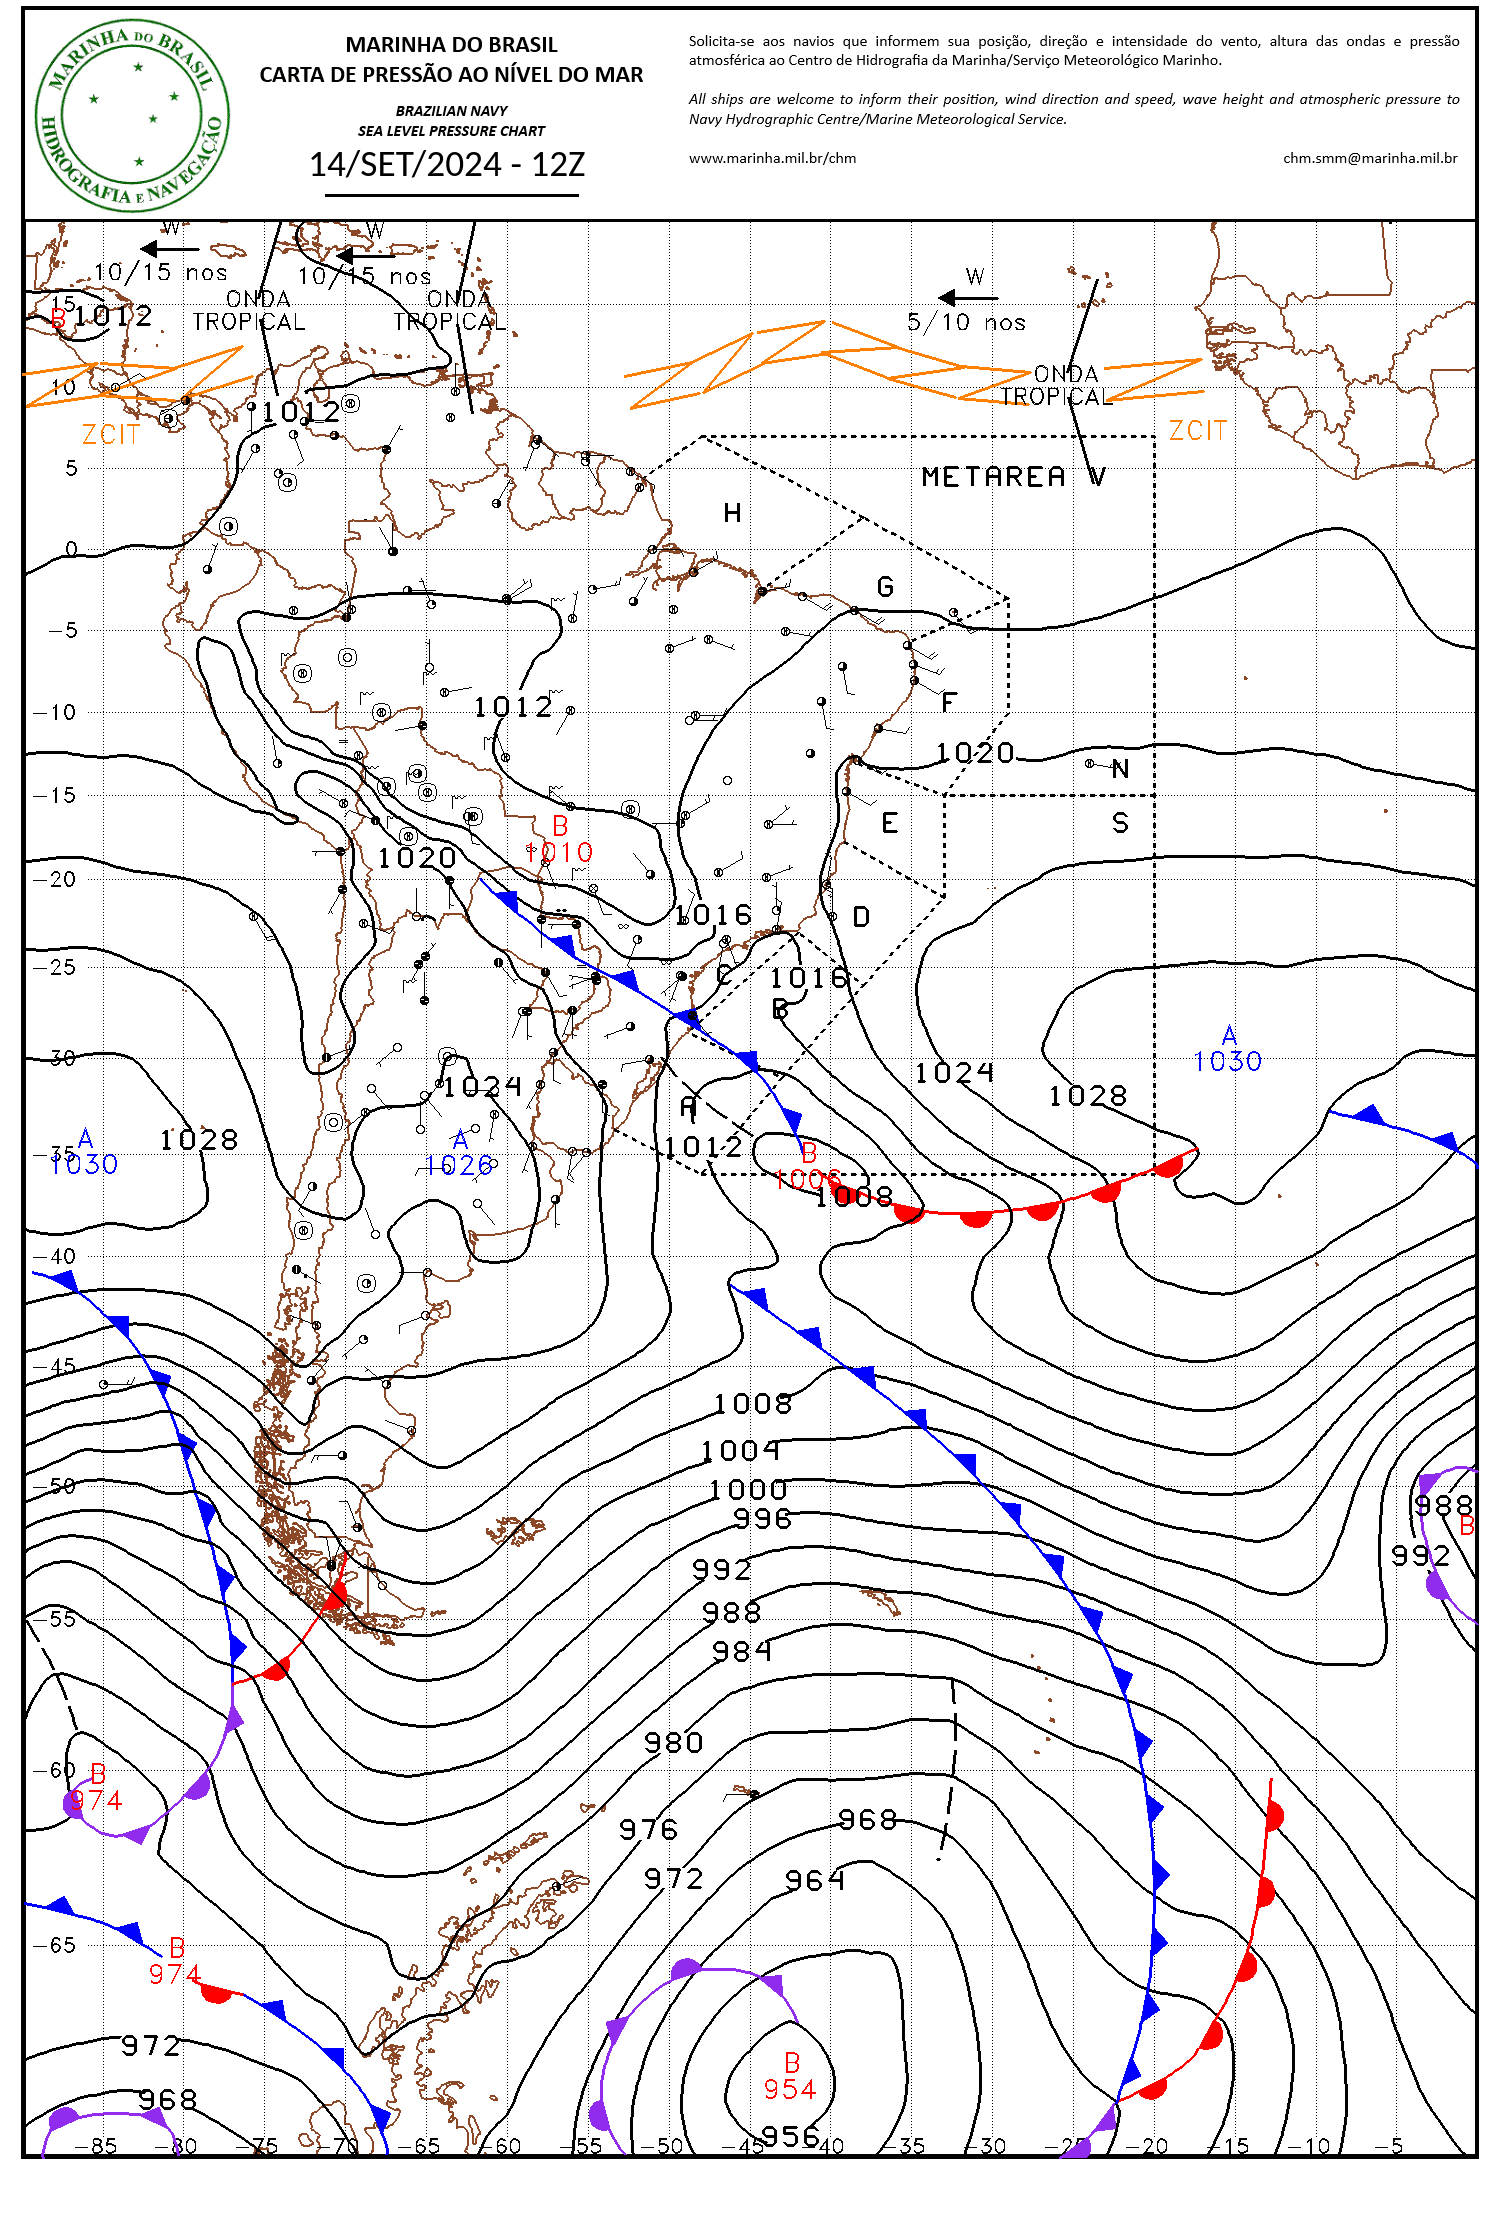 MARINHA DO BRASIL
HIDROGRAFIA E NAVEGAÇÃO
MARINHA DO BRASIL
CARTA DE PRESSÃO AO NÍVEL DO MAR
BRAZILIAN NAVY
SEA LEVEL PRESSURE CHART
14/SET/2024 - 12Z
Solicita-se aos navios que informem sua posição, direção e intensidade do vento, altura das ondas e pressão
atmosférica ao Centro de Hidrografia da Marinha/Serviço Meteorológico Marinho.
All ships are welcome to inform their position, wind direction and speed, wave height and atmospheric pressure to
Navy Hydrographic Centre/Marine Meteorological Service.
www.marinha.mil.br/chm chm.smm@marinha.mil.br
W W
10/15 nos 10/15 nos W
ONDA ONDA
TROPICAL TROPICAL
5/10 nos
15
B 1012
ONDA
TROPICAL
10
1012
ZCIT ZCIT
5
METAREA V
H
0
G
-5
F
-10
1012
1020
N
-15
E S
B
1010
1020
-20
1016 D
-25
C 1016
B
A
1030
-30
1024 1024
1028
A
A
1030
1028
A
1026
1012
-35
B
1006
1008
-40
-45
1008
1004
-50
1000
988
996
B
992
992
988
-55
984
980
-60
B
974
976 968
972 964
-65
B
974
972
B
954
968
956
-85 -80 -75 -70 -65 -60 -55 -50 -45 -40 -35 -30 -25 -20 -15 -10 -5